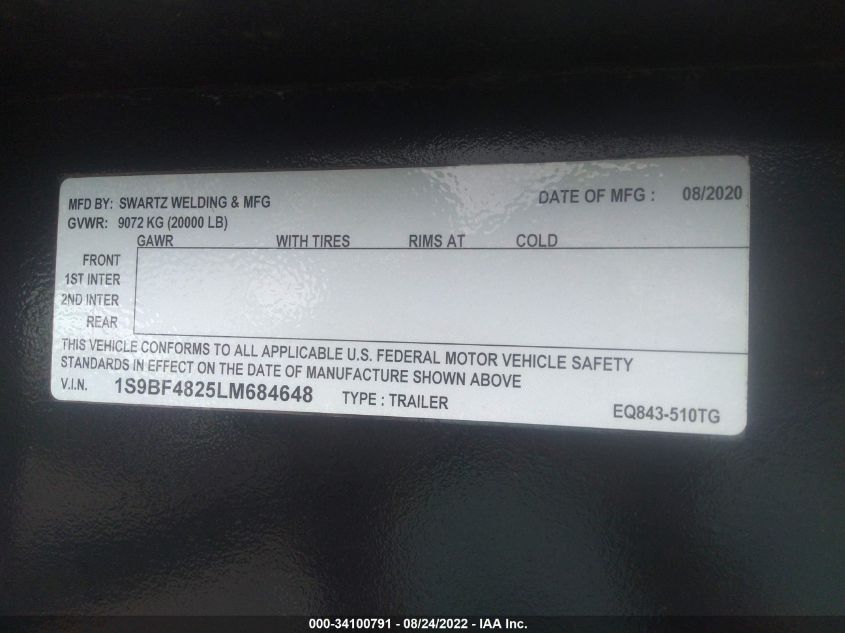 MFD BY: SWARTZ WELDING & MFG DATE OF MFG : 08/2020
GVWR: 9072 KG (20000 LB)
GAWR WITH TIRES RIMS AT COLD
FRONT
1ST INTER
2ND INTER
REAR
THIS VEHICLE CONFORMS TO ALL APPLICABLE U.S. FEDERAL MOTOR VEHICLE SAFETY
STANDARDS IN EFFECT ON THE DATE OF MANUFACTURE SHOWN ABOVE
V.I.N. 1S9BF4825LM684648 TYPE : TRAILER EQ843-510TG
000-34100791 - 08/24/2022 - IAA Inc.